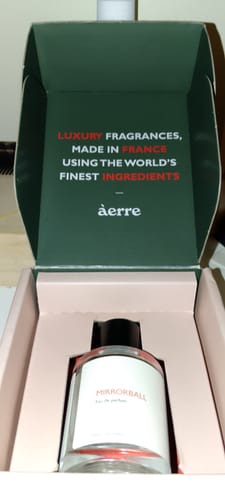 LUXURY FRAGRANCES,
MADE IN FRANCE
USING THE WORLD'S
FINEST INGREDIENTS
—
àerre
MIRRORBALL
Eau de parfum